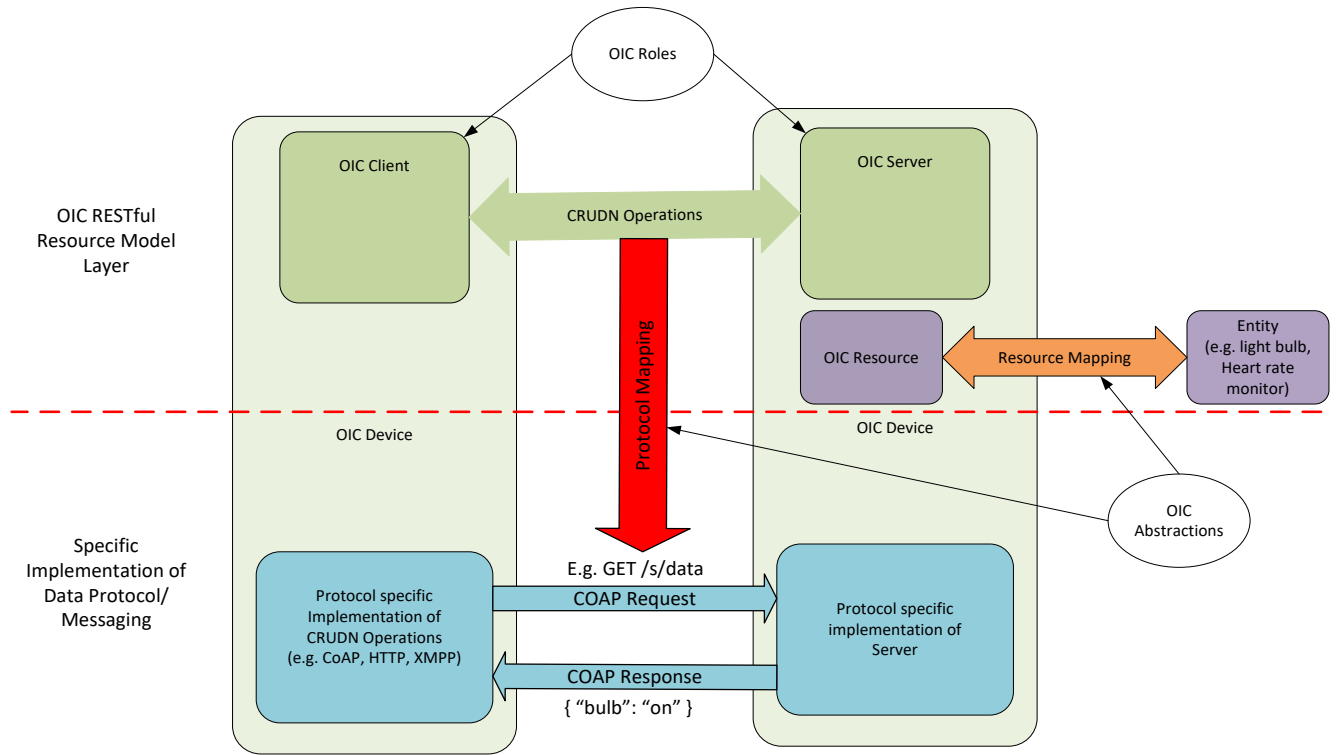 OIC Roles
OIC Client
OIC Server
OIC RESTful
Resource Model
Layer
CRUDN Operations
Protocol Mapping
OIC Resource
Resource Mapping
Entity
(e.g. light bulb,
Heart rate
monitor)
OIC Device
OIC Device
OIC
Abstractions
Specific
Implementation of
Data Protocol/
Messaging
Protocol specific
Implementation of
CRUDN Operations
(e.g. CoAP, HTTP, XMPP)
E.g. GET /s/data
COAP Request
COAP Response
{ “bulb”: “on” }
Protocol specific
implementation of
Server